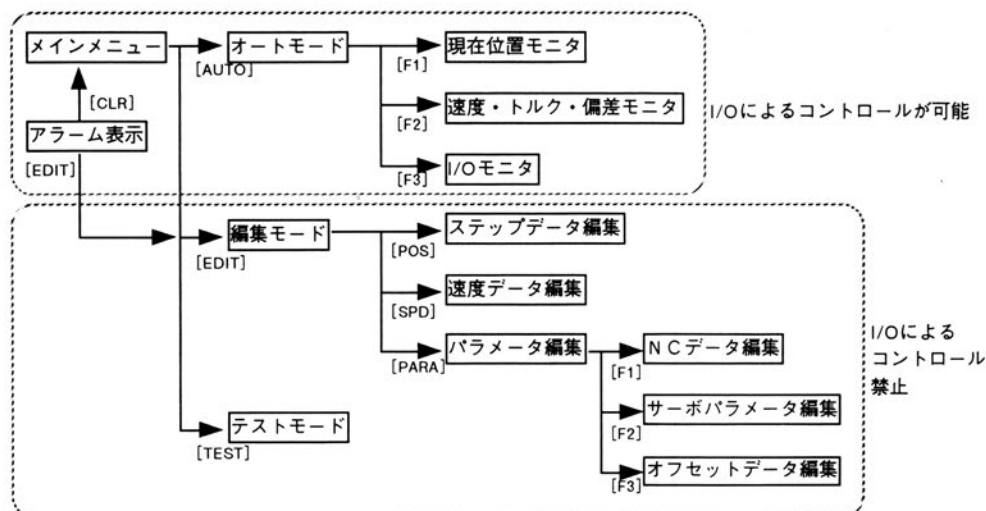 メインメニュー
オートモード
[AUTO]
現在位置モニタ
[F1]
[CLR]
速度・トルク・偏差モニタ
[F2]
I/Oによるコントロールが可能
アラーム表示
[EDIT]
I/Oモニタ
[F3]
編集モード
[EDIT]
ステップデータ編集
[POS]
速度データ編集
[SPD]
パラメータ編集
[PARA]
NCデータ編集
[F1]
I/Oによる
コントロール
禁止
テストモード
[TEST]
サーボパラメータ編集
[F2]
オフセットデータ編集
[F3]